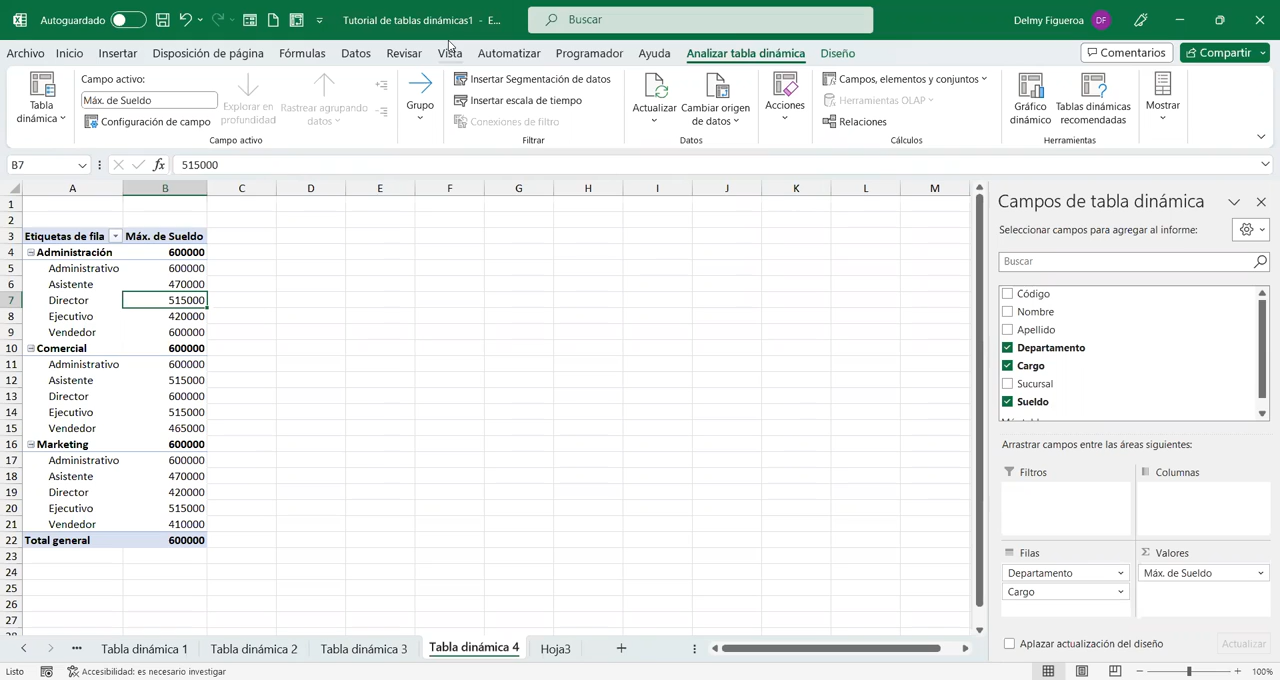 Autoguardado
Tutorial de tablas dinámicas1 - E...
Buscar
Delmy Figueroa DF
Archivo Inicio Insertar Disposición de página Fórmulas Datos Revisar Vista Automatizar Programador Ayuda Analizar tabla dinámica Diseño Comentarios Compartir
Tabla dinámica
Campo activo:
Máx. de Sueldo
Configuración de campo
Explorar en profundidad
Rastrear agrupando datos
Campo activo
Grupo
Insertar Segmentación de datos
Insertar escala de tiempo
Conexiones de filtro
Filtrar
Actualizar
Cambiar origen de datos
Datos
Acciones
Campos, elementos y conjuntos
Herramientas OLAP
Relaciones
Cálculos
Gráfico dinámico
Tablas dinámicas recomendadas
Herramientas
Mostrar
B7 fx 515000
A B C D E F G H I J K L M
1
2
3 Etiquetas de fila Máx. de Sueldo
4 Administración 600000
5 Administrativo 600000
6 Asistente 470000
7 Director 515000
8 Ejecutivo 420000
9 Vendedor 600000
10 Comercial 600000
11 Administrativo 600000
12 Asistente 515000
13 Director 600000
14 Ejecutivo 515000
15 Vendedor 465000
16 Marketing 600000
17 Administrativo 600000
18 Asistente 470000
19 Director 420000
20 Ejecutivo 515000
21 Vendedor 410000
22 Total general 600000
23
24
25
26
27
Campos de tabla dinámica
Seleccionar campos para agregar al informe:
Buscar
Código
Nombre
Apellido
Departamento
Cargo
Sucursal
Sueldo
Arrastrar campos entre las áreas siguientes:
Filtros Columnas
Filas Valores
Departamento Máx. de Sueldo
Cargo
Aplazar actualización del diseño Actualizar
... Tabla dinámica 1 Tabla dinámica 2 Tabla dinámica 3 Tabla dinámica 4 Hoja3 +
Listo Accesibilidad: es necesario investigar 100%